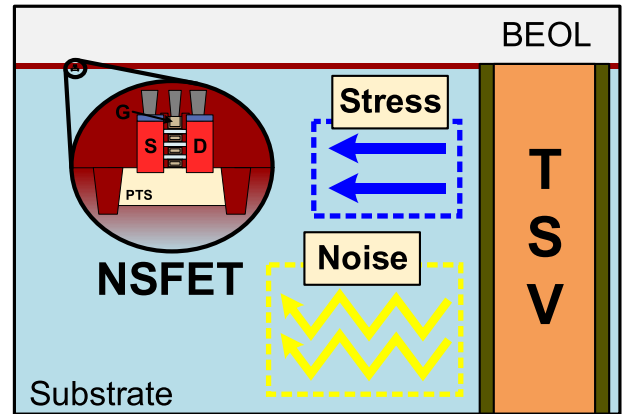 BEOL
Stress
G
S D
PTS
NSFET
Noise
T
S
V
Substrate